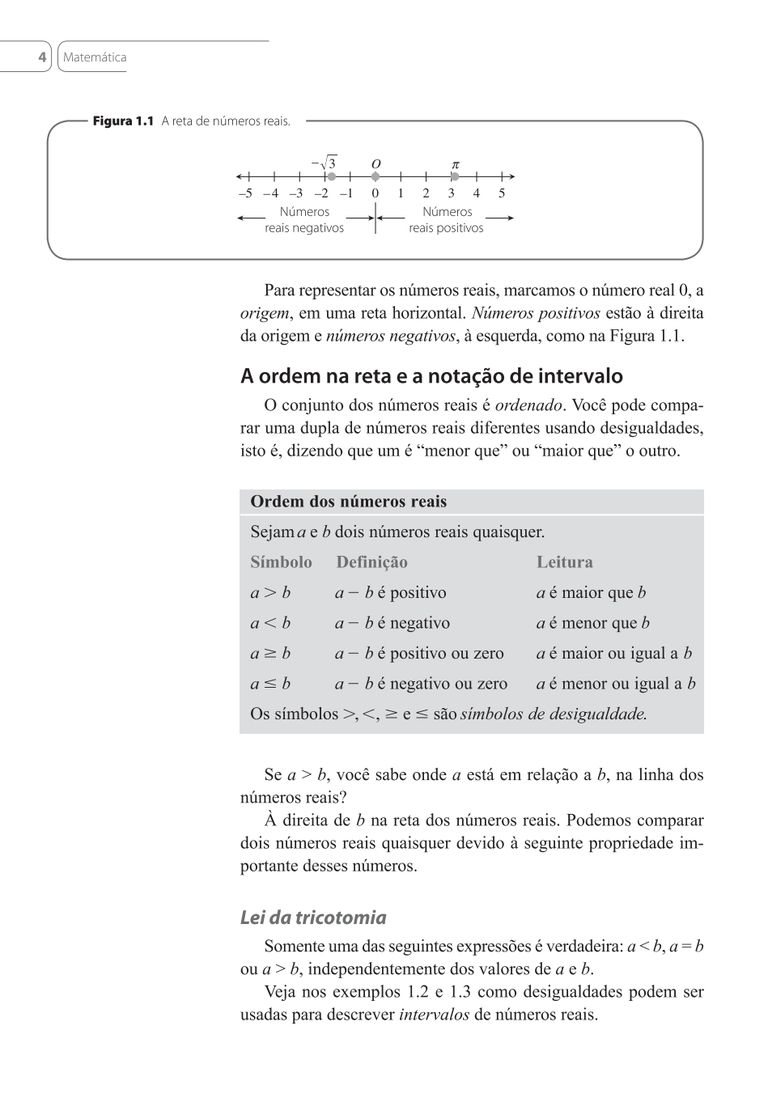 4 Matemática
Figura 1.1 A reta de números reais.
−√3 O π
–5 –4 –3 –2 –1 0 1 2 3 4 5
Números Números
reais negativos reais positivos
Para representar os números reais, marcamos o número real 0, a
origem, em uma reta horizontal. Números positivos estão à direita
da origem e números negativos, à esquerda, como na Figura 1.1.
A ordem na reta e a notação de intervalo
O conjunto dos números reais é ordenado. Você pode compa-
rar uma dupla de números reais diferentes usando desigualdades,
isto é, dizendo que um é “menor que” ou “maior que” o outro.
Ordem dos números reais
Sejam a e b dois números reais quaisquer.
Símbolo Definição Leitura
a > b a − b é positivo a é maior que b
a < b a − b é negativo a é menor que b
a ≥ b a − b é positivo ou zero a é maior ou igual a b
a ≤ b a − b é negativo ou zero a é menor ou igual a b
Os símbolos >, <, ≥ e ≤ são símbolos de desigualdade.
Se a > b, você sabe onde a está em relação a b, na linha dos
números reais?
À direita de b na reta dos números reais. Podemos comparar
dois números reais quaisquer devido à seguinte propriedade im-
portante desses números.
Lei da tricotomia
Somente uma das seguintes expressões é verdadeira: a < b, a = b
ou a > b, independentemente dos valores de a e b.
Veja nos exemplos 1.2 e 1.3 como desigualdades podem ser
usadas para descrever intervalos de números reais.